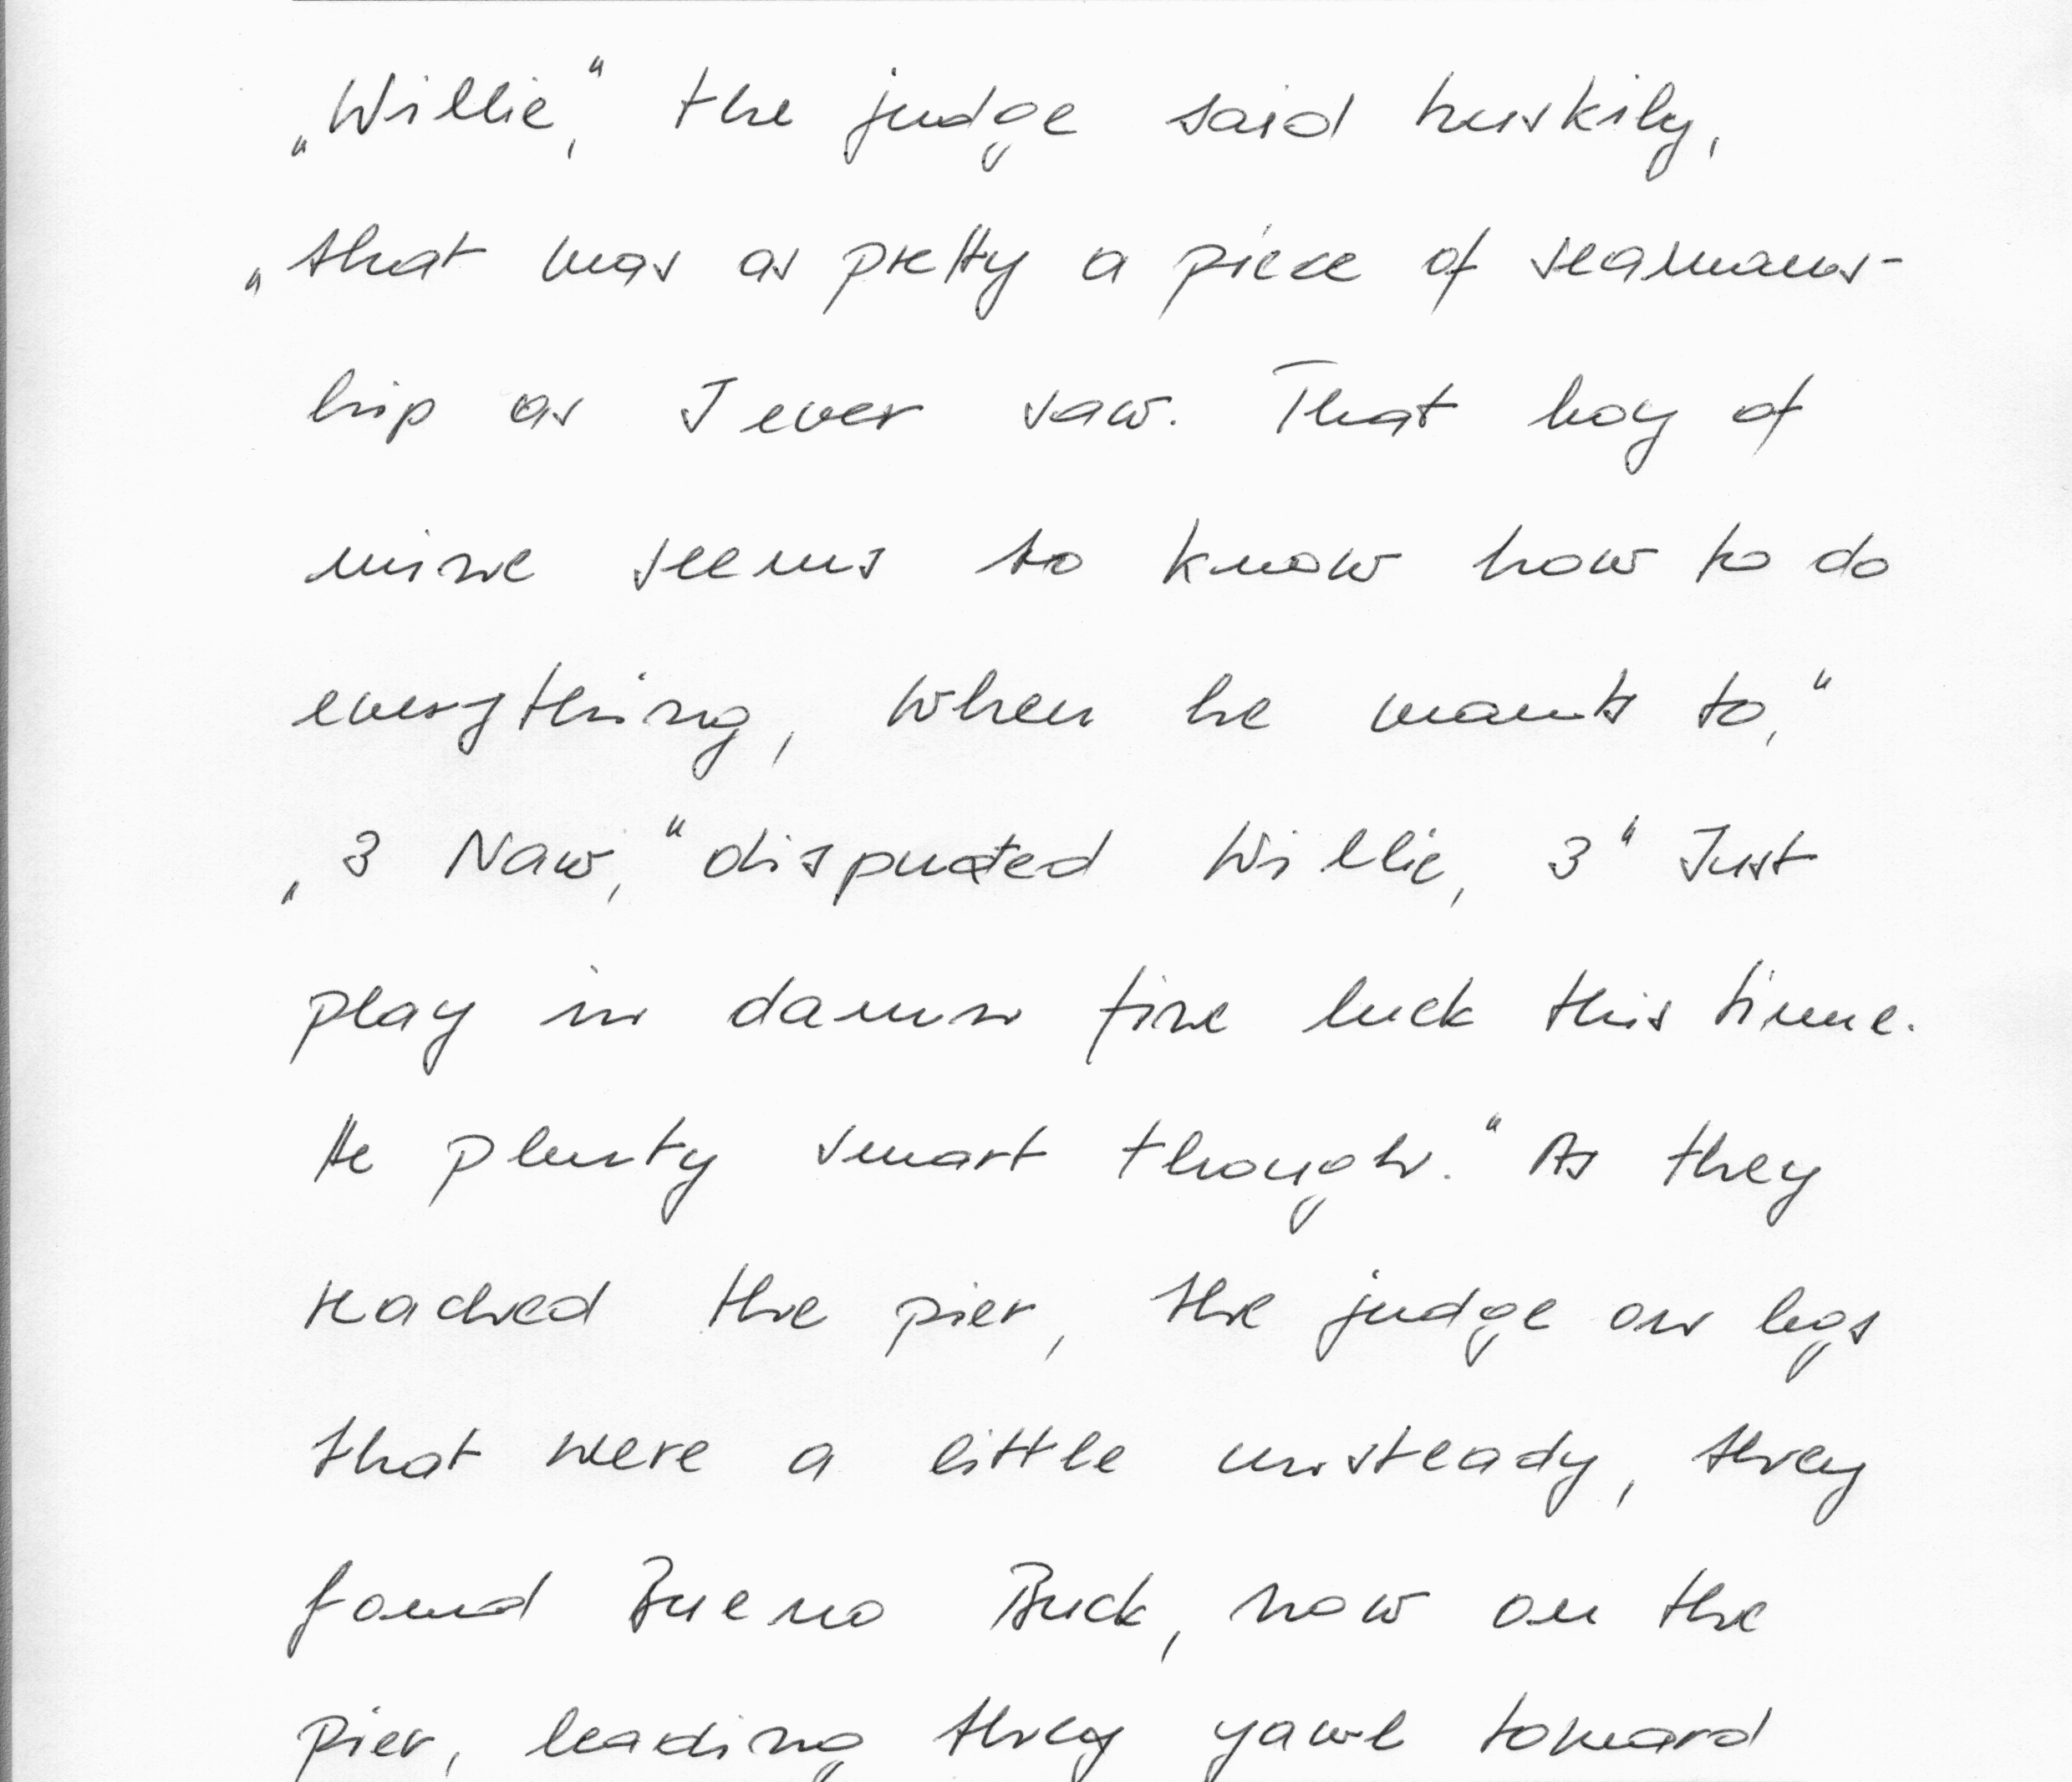 „Willie," the judge said huskily,
„that was as pretty a piece of seamans-
hip as I ever saw. That boy of
mine seems to know how to do
everything, when he wants to,"
„3 Naw," disputed Willie, 3" Just
play in damn fine luck this time.
He plenty smart though." As they
reached the pier, the judge on legs
that were a little unsteady, they
found Bueno Buck, now on the
pier, leading they yawl toward